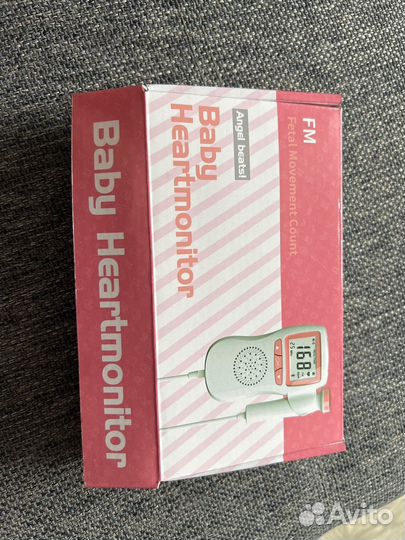 FM
Fetal Movement Count
Angel beats!
Baby
Heartmonitor
168
Baby Heartmonitor
Avito